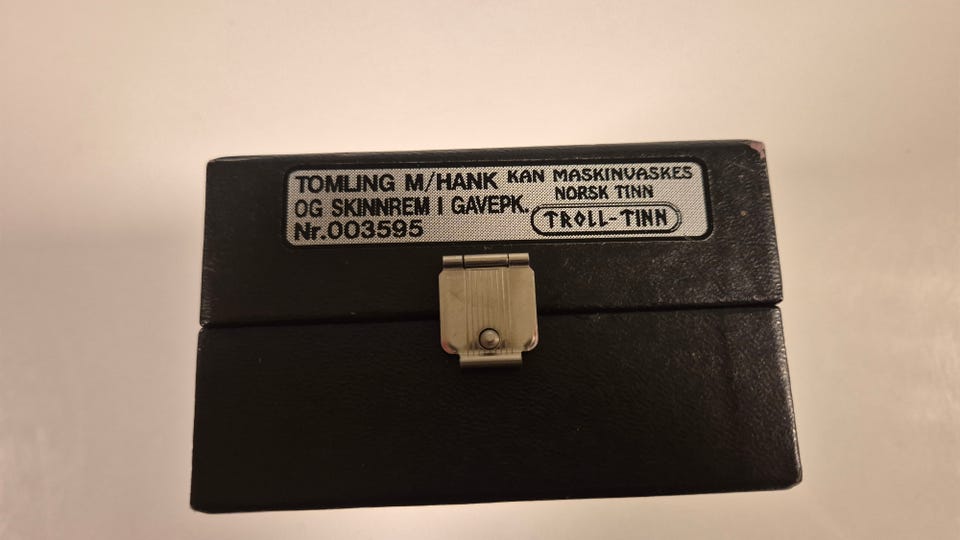 TOMLING M/HANK
OG SKINNREM I GAVEPK.
Nr.003595
KAN MASKINVASKES
NORSK TINN
TROLL-TINN